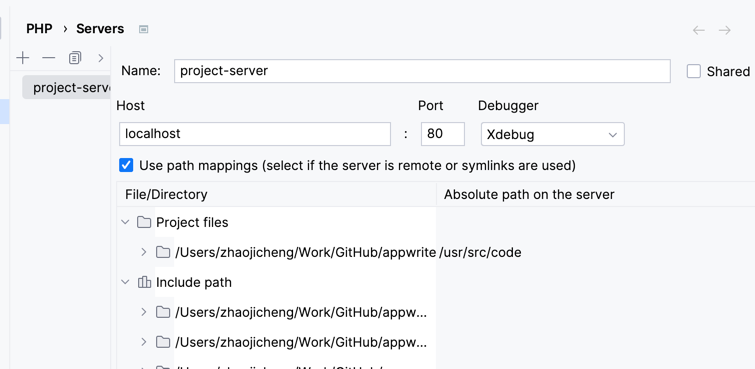 PHP › Servers
project-serve
Name: project-server Shared
Host Port Debugger
localhost : 80 Xdebug
Use path mappings (select if the server is remote or symlinks are used)
File/Directory Absolute path on the server
Project files
/Users/zhaojicheng/Work/GitHub/appwrite /usr/src/code
Include path
/Users/zhaojicheng/Work/GitHub/appw...
/Users/zhaojicheng/Work/GitHub/appw...